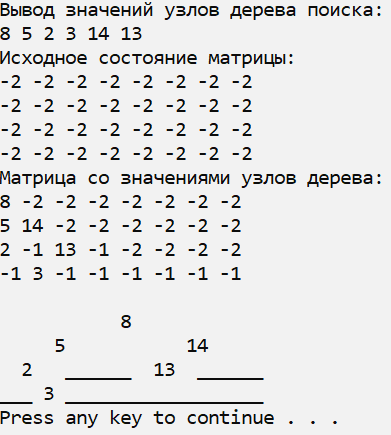 Вывод значений узлов дерева поиска:
8 5 2 3 14 13
Исходное состояние матрицы:
-2 -2 -2 -2 -2 -2 -2 -2
-2 -2 -2 -2 -2 -2 -2 -2
-2 -2 -2 -2 -2 -2 -2 -2
-2 -2 -2 -2 -2 -2 -2 -2
Матрица со значениями узлов дерева:
8 -2 -2 -2 -2 -2 -2 -2
5 14 -2 -2 -2 -2 -2 -2
2 -1 13 -1 -2 -2 -2 -2
-1 3 -1 -1 -1 -1 -1 -1
8
5 14
2 ______ 13 ______
___ 3 __________________
Press any key to continue . . .